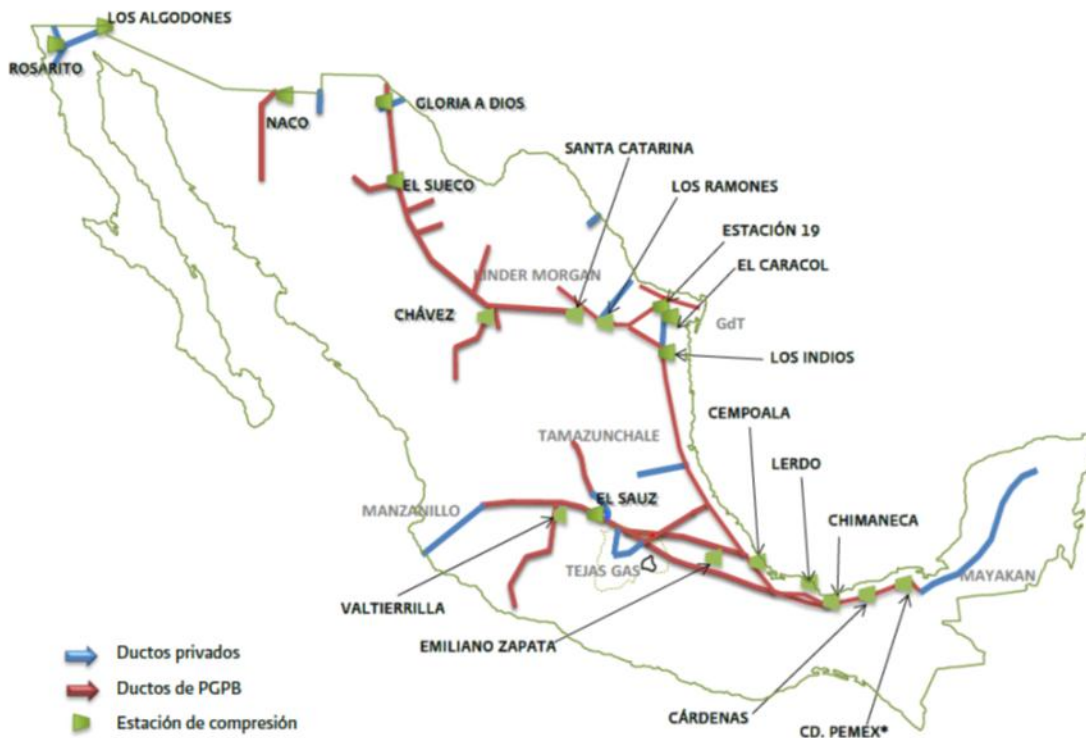 LOS ALGODONES
ROSARITO
NACO
GLORIA A DIOS
SANTA CATARINA
EL SUECO
LOS RAMONES
ESTACIÓN 19
EL CARACOL
KINDER MORGAN
CHÁVEZ
GdT
LOS INDIOS
CEMPOALA
TAMAZUNCHALE
LERDO
EL SAUZ
MANZANILLO
CHIMANECA
TEJAS GAS
MAYAKAN
VALTIERRILLA
EMILIANO ZAPATA
Ductos privados
Ductos de PGPB
Estación de compresión
CÁRDENAS
CD. PEMEX*